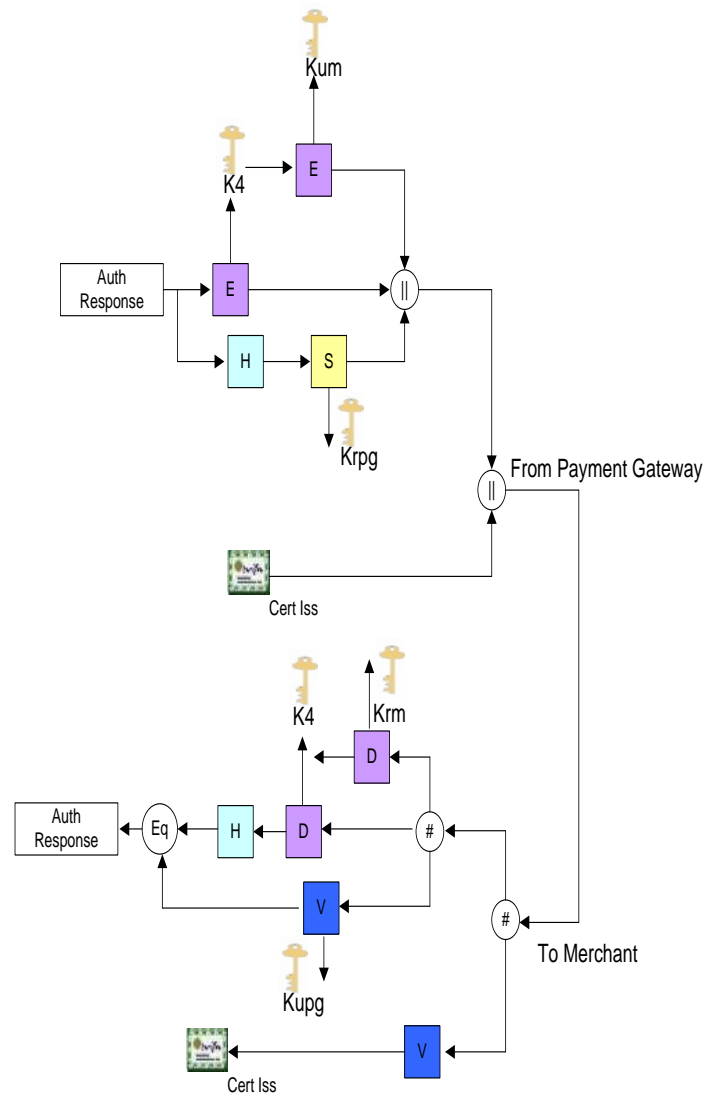 Kum
K4
E
Auth
Response
E
||
H
S
Krpg
||
From Payment Gateway
Cert Iss
K4
Krm
D
Auth
Response
Eq
H
D
#
V
#
Kupg
To Merchant
V
Cert Iss